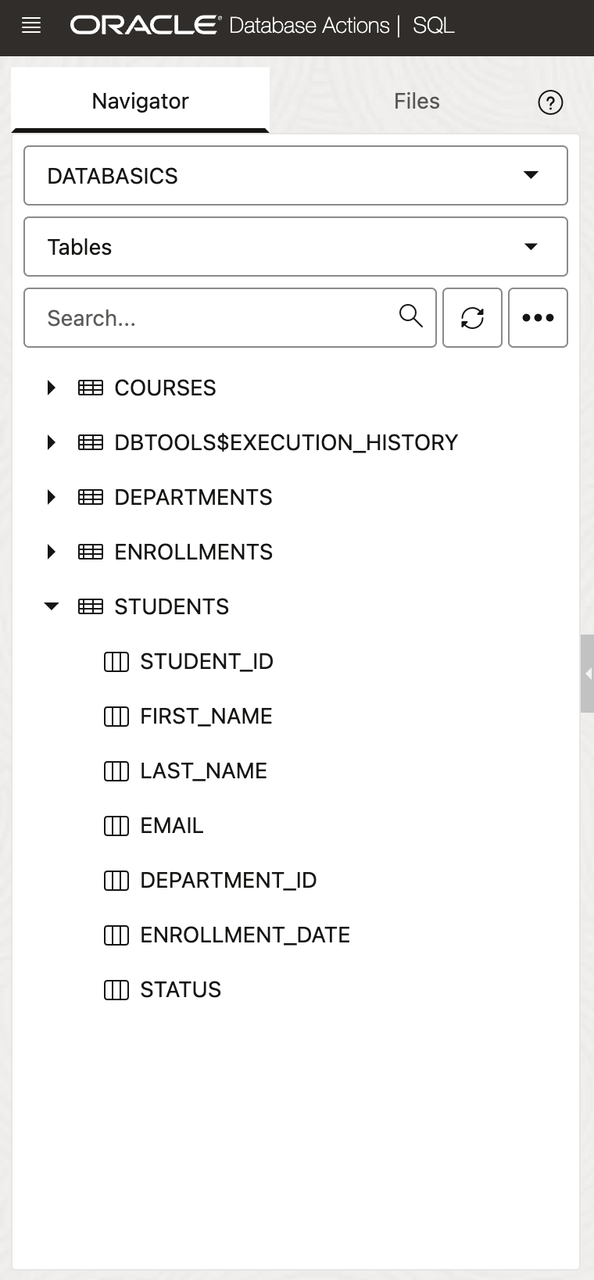 ORACLE® Database Actions | SQL
Navigator Files
DATABASICS
Tables
Search...
COURSES
DBTOOLS$EXECUTION_HISTORY
DEPARTMENTS
ENROLLMENTS
STUDENTS
STUDENT_ID
FIRST_NAME
LAST_NAME
EMAIL
DEPARTMENT_ID
ENROLLMENT_DATE
STATUS